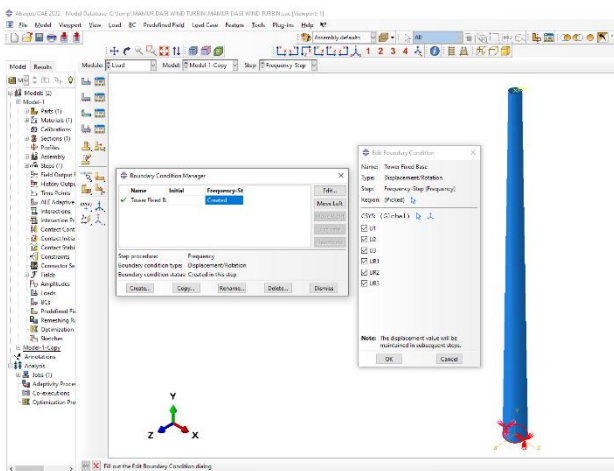 Abaqus/CAE 2022 - Model Database: C:\temp\MAMUR DASE WIND TURBIN\MAMUR DASE WIND TURBIN.cae [Viewport: 1]
File Model Viewport View Load BC Predefined Field Load Case Feature Tools Plug-ins Help
Assembly defaults All
1 2 3 4
Model Results Module: Load Model: Model-1-Copy Step: Frequency-Step
Models (2)
Model-1
Parts (1)
Materials (1)
Calibrations
Sections (1)
Profiles
Assembly
Steps (1)
Field Output
History Outpu
Time Points
ALE Adaptive
Interactions
Interaction Pr
Contact Cont
Contact Initia
Contact Stabi
Constraints
Connector Se
Fields
Amplitudes
Loads
BCs
Predefined Fi
Remeshing Ru
Optimization
Sketches
Model-1-Copy
Annotations
Analysis
Jobs (1)
Adaptivity Proce
Co-executions
Optimization Pro
Boundary Condition Manager
Name Initial Frequency-St
Tower Fixed B Created
Edit...
Move Left
Move Right
Activate
Deactivate
Step procedure: Frequency
Boundary condition type: Displacement/Rotation
Boundary condition status: Created in this step
Create... Copy... Rename... Delete... Dismiss
Edit Boundary Condition
Name: Tower Fixed Base
Type: Displacement/Rotation
Step: Frequency-Step (Frequency)
Region: (Picked)
CSYS: (Global)
U1
U2
U3
UR1
UR2
UR3
Note: The displacement value will be
maintained in subsequent steps.
OK Cancel
Y
Z X
Fill out the Edit Boundary Condition dialog